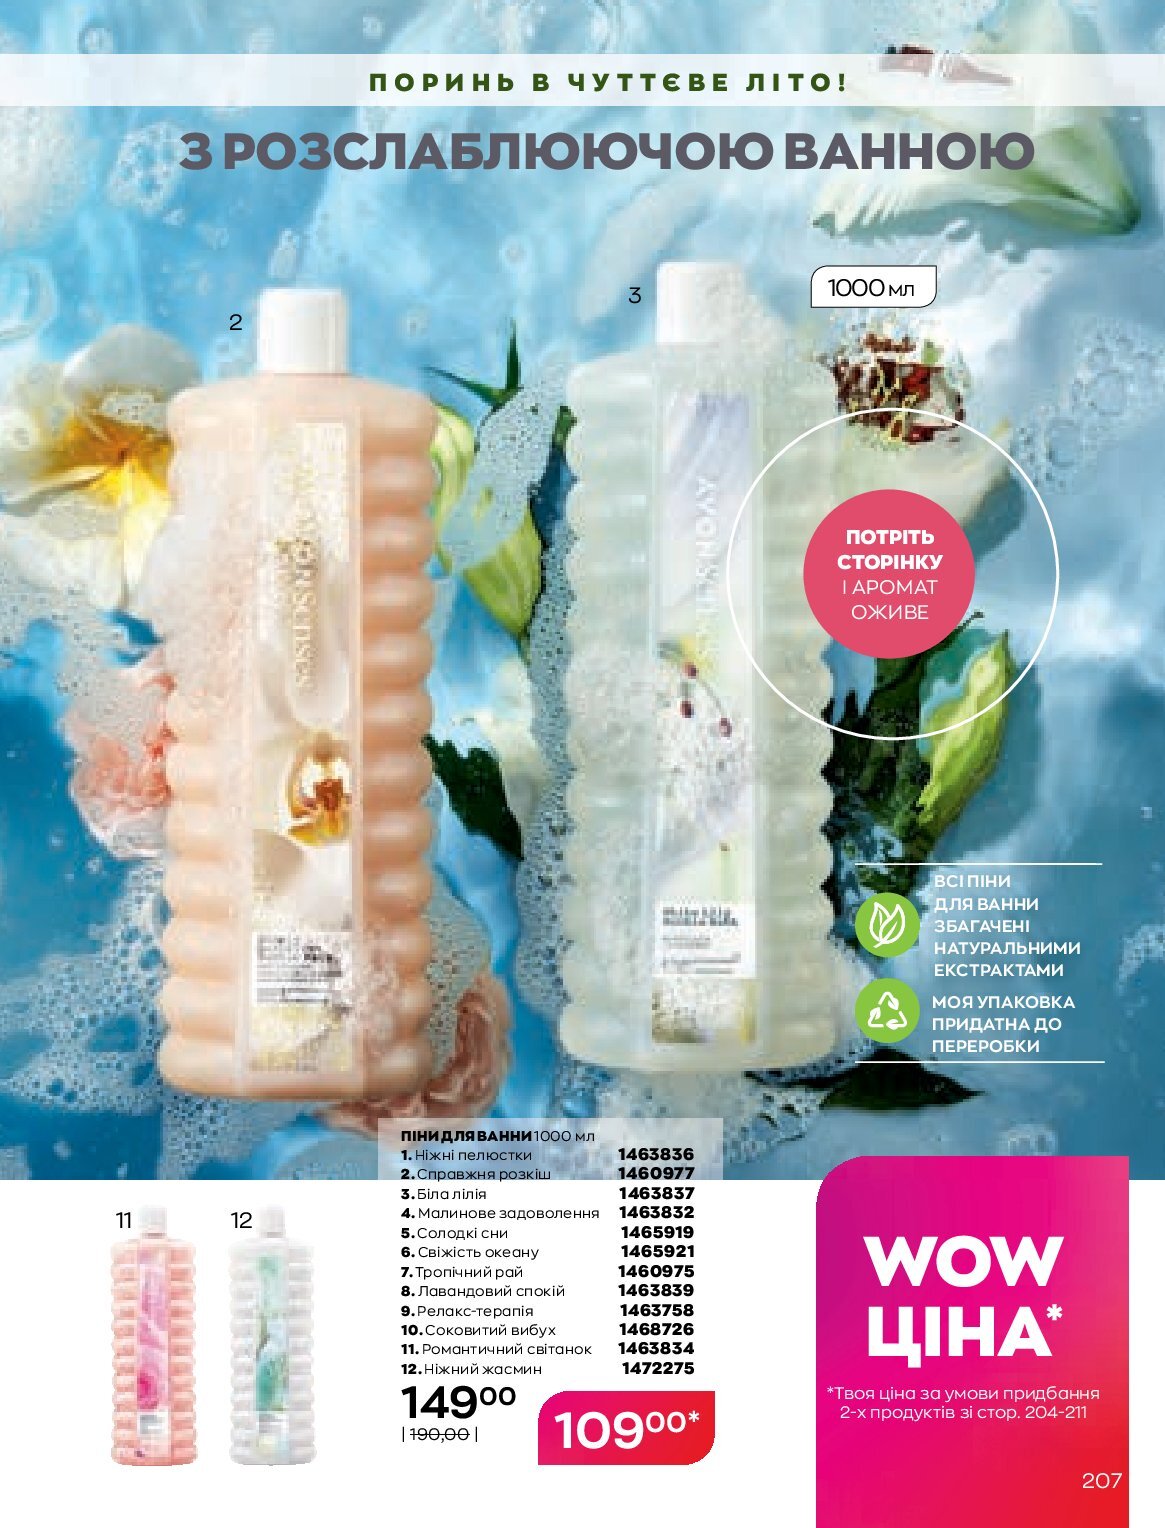 ПОРИНЬ В ЧУТТЄВЕ ЛІТО!
З РОЗСЛАБЛЮЮЧОЮ ВАННОЮ
2
3
1000 мл
AVON
senses
AVON
ПОТРІТЬ
СТОРІНКУ
І АРОМАТ
ОЖИВЕ
ВСІ ПІНИ
ДЛЯ ВАННИ
ЗБАГАЧЕНІ
НАТУРАЛЬНИМИ
ЕКСТРАКТАМИ
МОЯ УПАКОВКА
ПРИДАТНА ДО
ПЕРЕРОБКИ
11
12
ПІНИ ДЛЯ ВАННИ 1000 мл
1. Ніжні пелюстки 1463836
2. Справжня розкіш 1460977
3. Біла лілія 1463837
4. Малинове задоволення 1463832
5. Солодкі сни 1465919
6. Свіжість океану 1465921
7. Тропічний рай 1460975
8. Лавандовий спокій 1463839
9. Релакс-терапія 1463758
10. Соковитий вибух 1468726
11. Романтичний світанок 1463834
12. Ніжний жасмин 1472275
14900
| 190,00 |
10900*
WOW
ЦІНА*
*Твоя ціна за умови придбання
2-х продуктів зі стор. 204-211
207